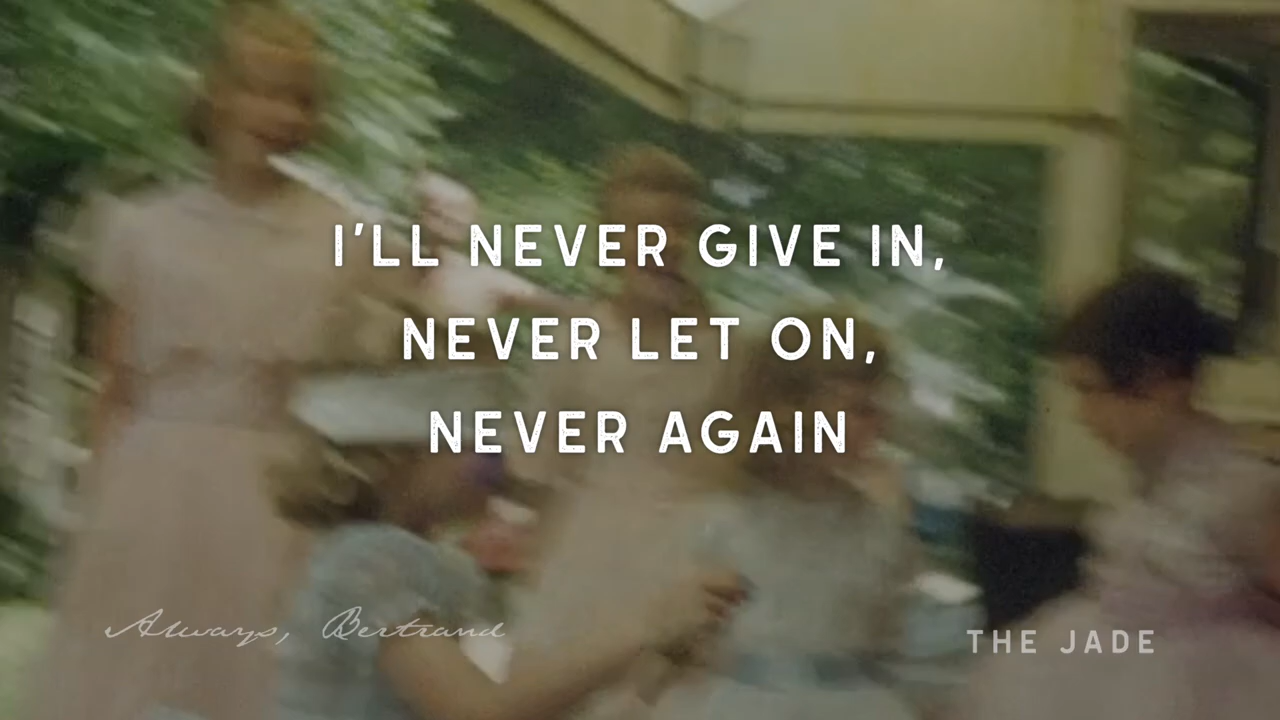 I'LL NEVER GIVE IN,
NEVER LET ON,
NEVER AGAIN
Always, Bertrand
THE JADE